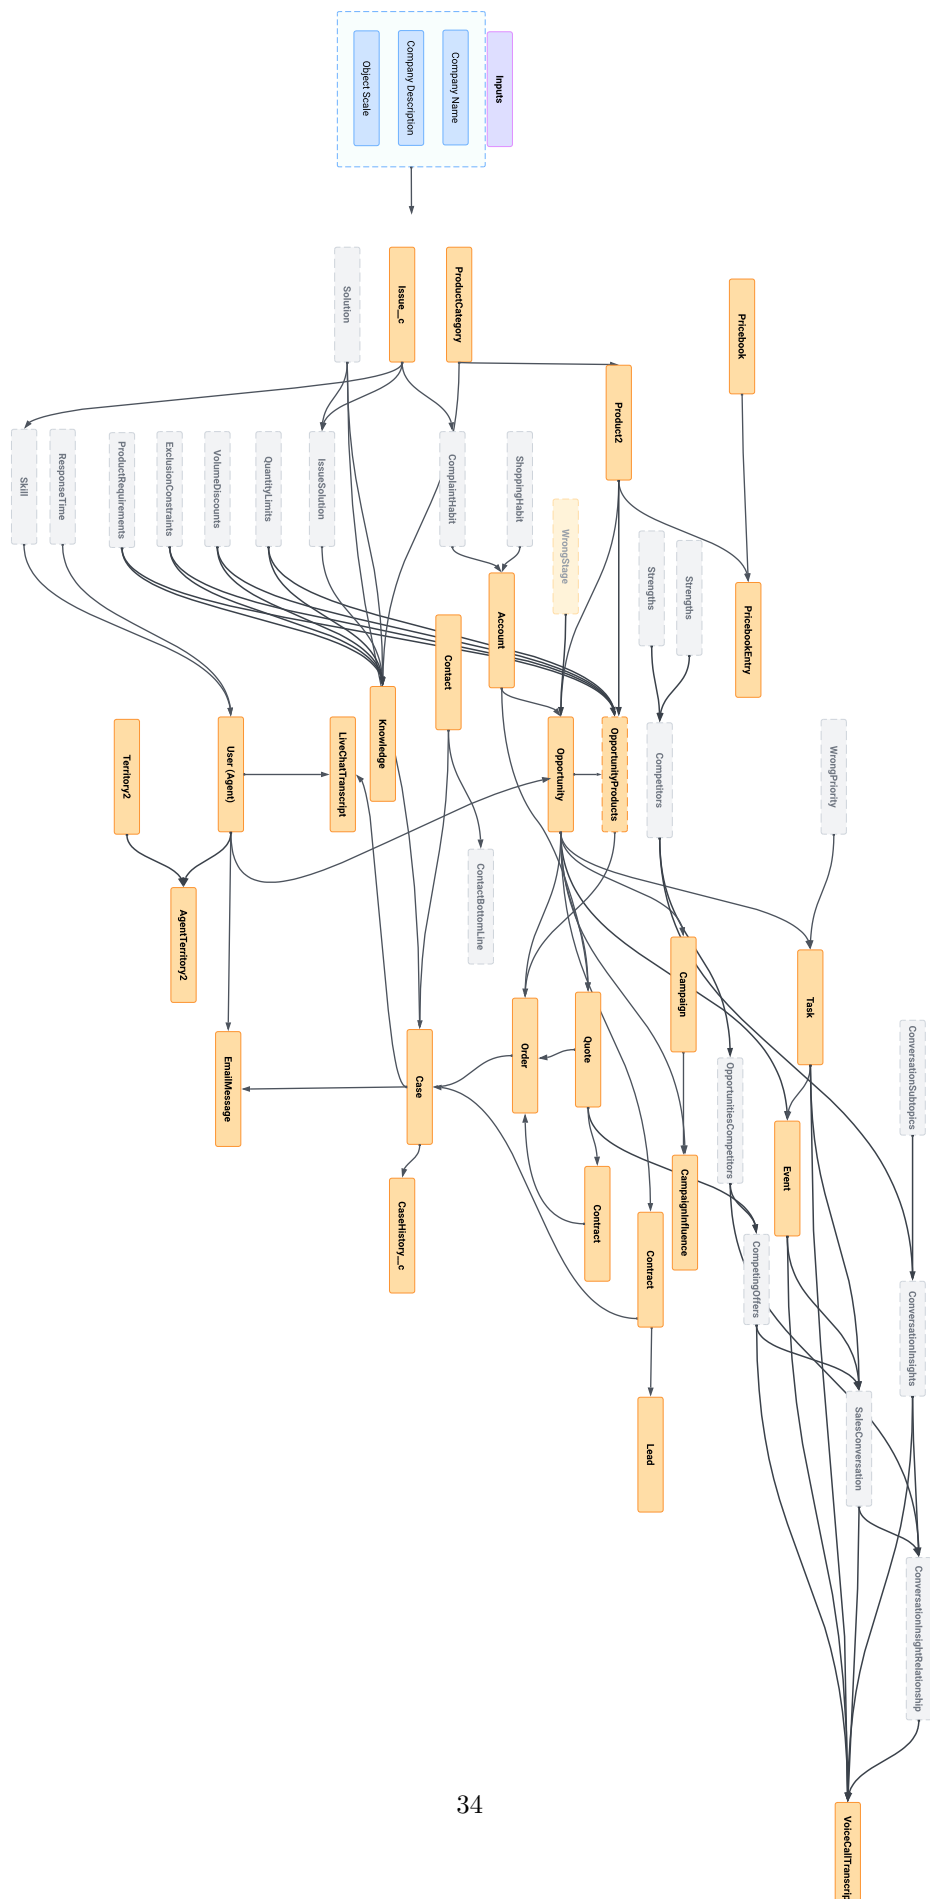 Inputs
Company Name
Company Description
Object Scale
Pricebook
ProductCategory
Issue__c
Solution
Product2
ShoppingHabit
ComplaintHabit
IssueSolution
QuantityLimits
VolumeDiscounts
ExclusionConstraints
ProductRequirements
ResponseTime
Skill
WrongStage
Strengths
Strengths
PricebookEntry
Account
Contact
Knowledge
WrongPriority
Competitors
OpportunityProducts
Opportunity
LiveChatTranscript
User (Agent)
Territory2
ContactBottomLine
AgentTerritory2
Campaign
Task
Quote
Order
Case
EmailMessage
ConversationSubtopics
OpportunitiesCompetitors
Event
CampaignInfluence
Contract
CaseHistory__c
Contract
CompetingOffers
ConversationInsights
SalesConversation
Lead
ConversationInsightRelationship
34